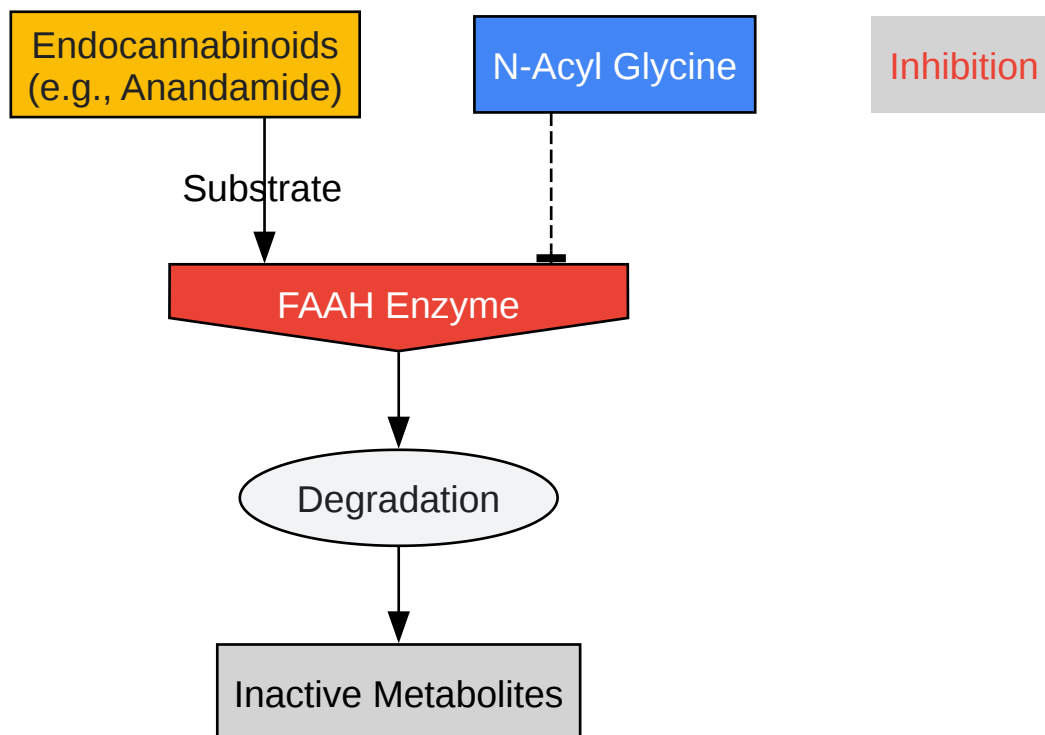 Endocannabinoids
(e.g., Anandamide)
N-Acyl Glycine
Inhibition
Substrate
FAAH Enzyme
Degradation
Inactive Metabolites